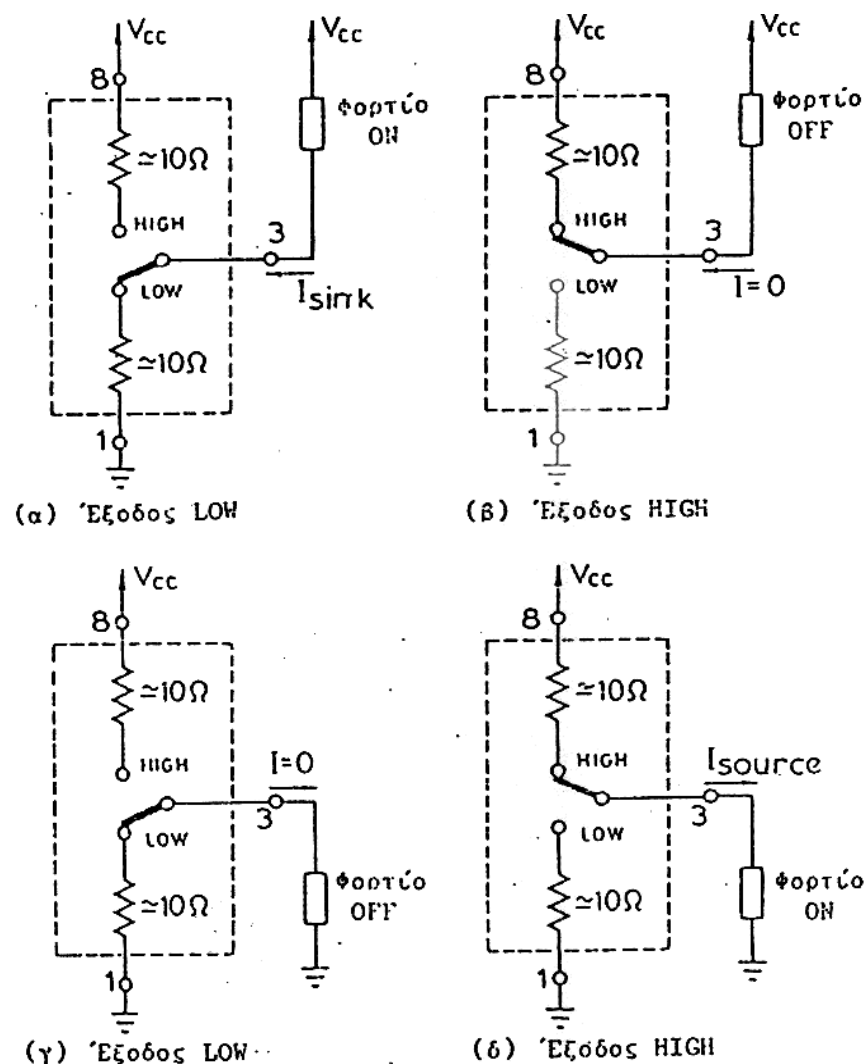 Vcc
Vcc
8
φορτίο
ON
≃10Ω
HIGH
3
LOW
Isink
≃10Ω
1
(α) Έξοδος LOW
Vcc
Vcc
8
φορτίο
OFF
≃10Ω
HIGH
3
LOW
I=0
≃10Ω
1
(β) Έξοδος HIGH
Vcc
8
≃10Ω
HIGH
I=0
3
LOW
φορτίο
OFF
≃10Ω
1
(γ) Έξοδος LOW
Vcc
8
≃10Ω
HIGH
Isource
3
LOW
φορτίο
ON
≃10Ω
1
(δ) Έξοδος HIGH